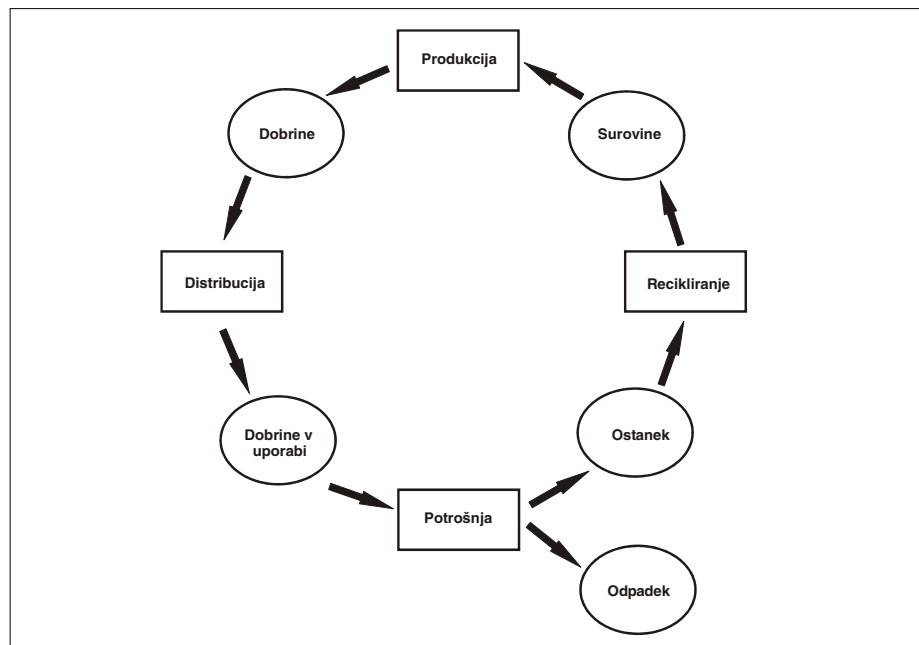 Produkcija
Dobrine
Surovine
Distribucija
Recikliranje
Dobrine v
uporabi
Ostanek
Potrošnja
Odpadek